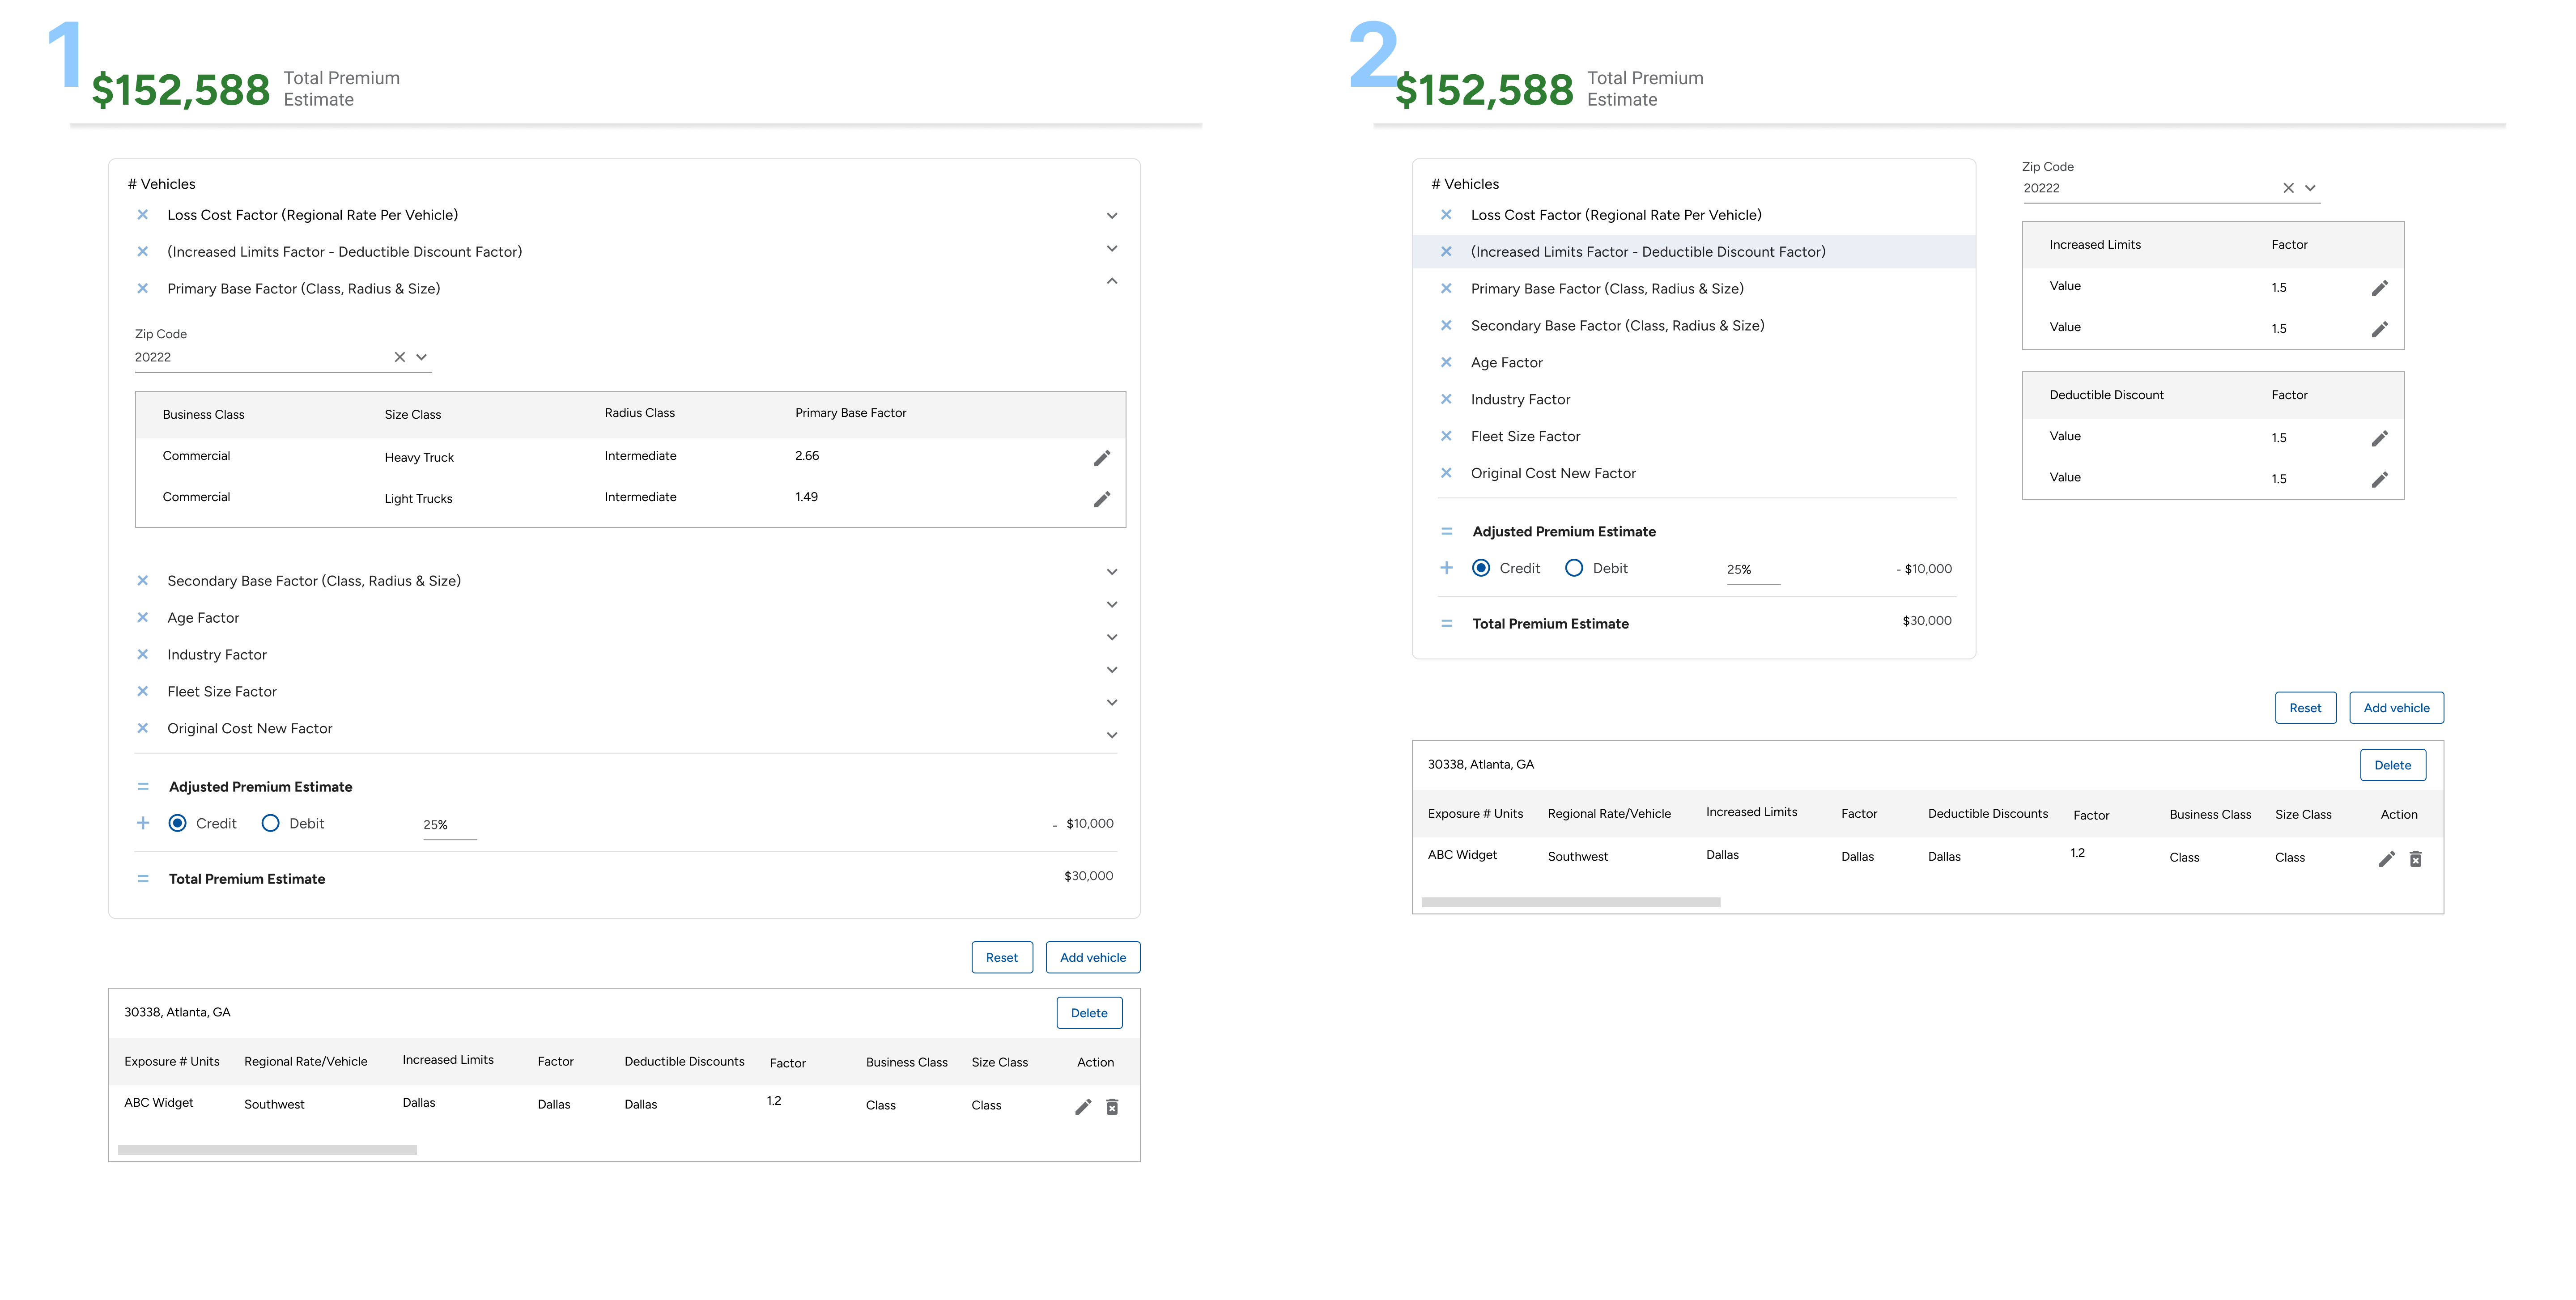 1
$152,588 Total Premium
Estimate
# Vehicles
× Loss Cost Factor (Regional Rate Per Vehicle)
× (Increased Limits Factor - Deductible Discount Factor)
× Primary Base Factor (Class, Radius & Size)
Zip Code
20222
Business Class Size Class Radius Class Primary Base Factor
Commercial Heavy Truck Intermediate 2.66
Commercial Light Trucks Intermediate 1.49
× Secondary Base Factor (Class, Radius & Size)
× Age Factor
× Industry Factor
× Fleet Size Factor
× Original Cost New Factor
= Adjusted Premium Estimate
+ Credit Debit 25% - $10,000
= Total Premium Estimate $30,000
Reset Add vehicle
30338, Atlanta, GA Delete
Exposure # Units Regional Rate/Vehicle Increased Limits Factor Deductible Discounts Factor Business Class Size Class Action
ABC Widget Southwest Dallas Dallas Dallas 1.2 Class Class
2
$152,588 Total Premium
Estimate
# Vehicles
× Loss Cost Factor (Regional Rate Per Vehicle)
× (Increased Limits Factor - Deductible Discount Factor)
× Primary Base Factor (Class, Radius & Size)
× Secondary Base Factor (Class, Radius & Size)
× Age Factor
× Industry Factor
× Fleet Size Factor
× Original Cost New Factor
= Adjusted Premium Estimate
+ Credit Debit 25% - $10,000
= Total Premium Estimate $30,000
Zip Code
20222
Increased Limits Factor
Value 1.5
Value 1.5
Deductible Discount Factor
Value 1.5
Value 1.5
Reset Add vehicle
30338, Atlanta, GA Delete
Exposure # Units Regional Rate/Vehicle Increased Limits Factor Deductible Discounts Factor Business Class Size Class Action
ABC Widget Southwest Dallas Dallas Dallas 1.2 Class Class